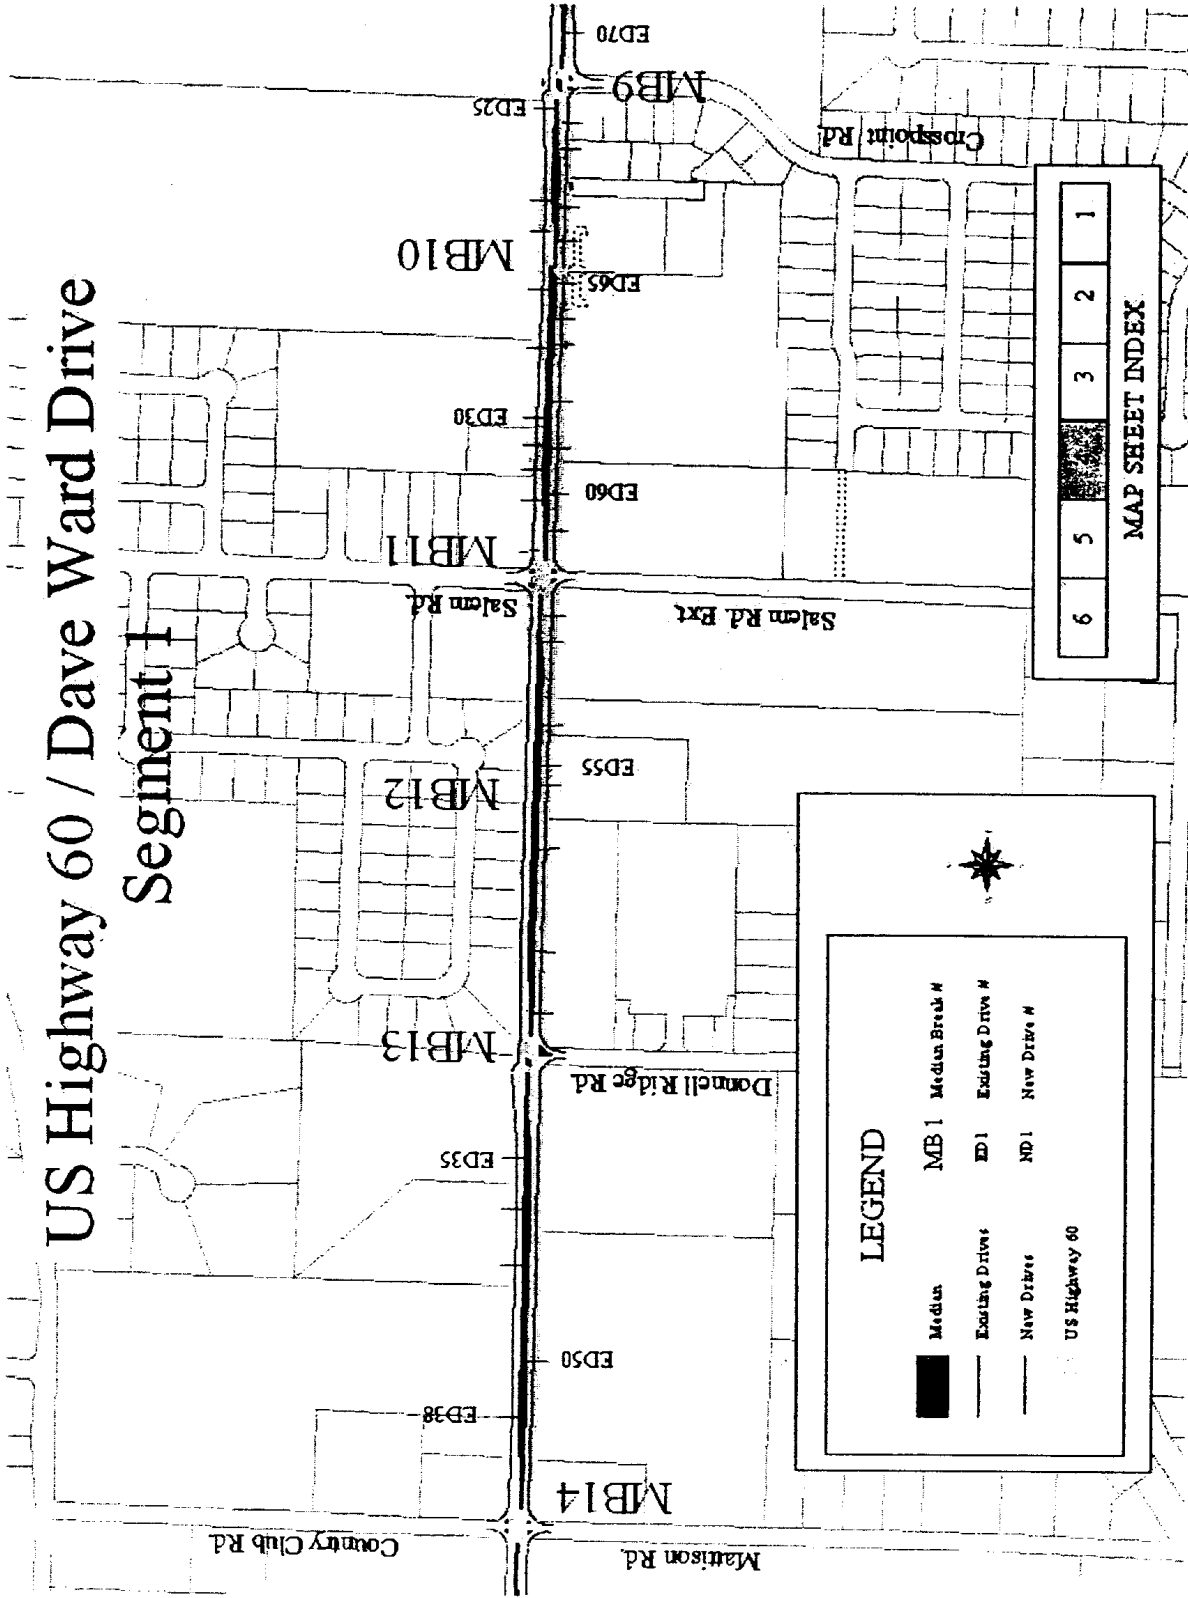 US Highway 60 / Dave Ward Drive
Segment 1
MB14
MB13
MB12
MB11
MB10
MB9
Country Club Rd.
Mattison Rd.
Donnell Ridge Rd.
Salem Rd.
Salem Rd. Ext
Crosspoint Rd.
ED38
ED35
ED30
ED25
ED50
ED55
ED60
ED65
ED70
LEGEND
Median MB 1 Median Break #
Existing Drives ED1 Existing Drive #
New Drives ND1 New Drive #
US Highway 60
6 5 4 3 2 1
MAP SHEET INDEX